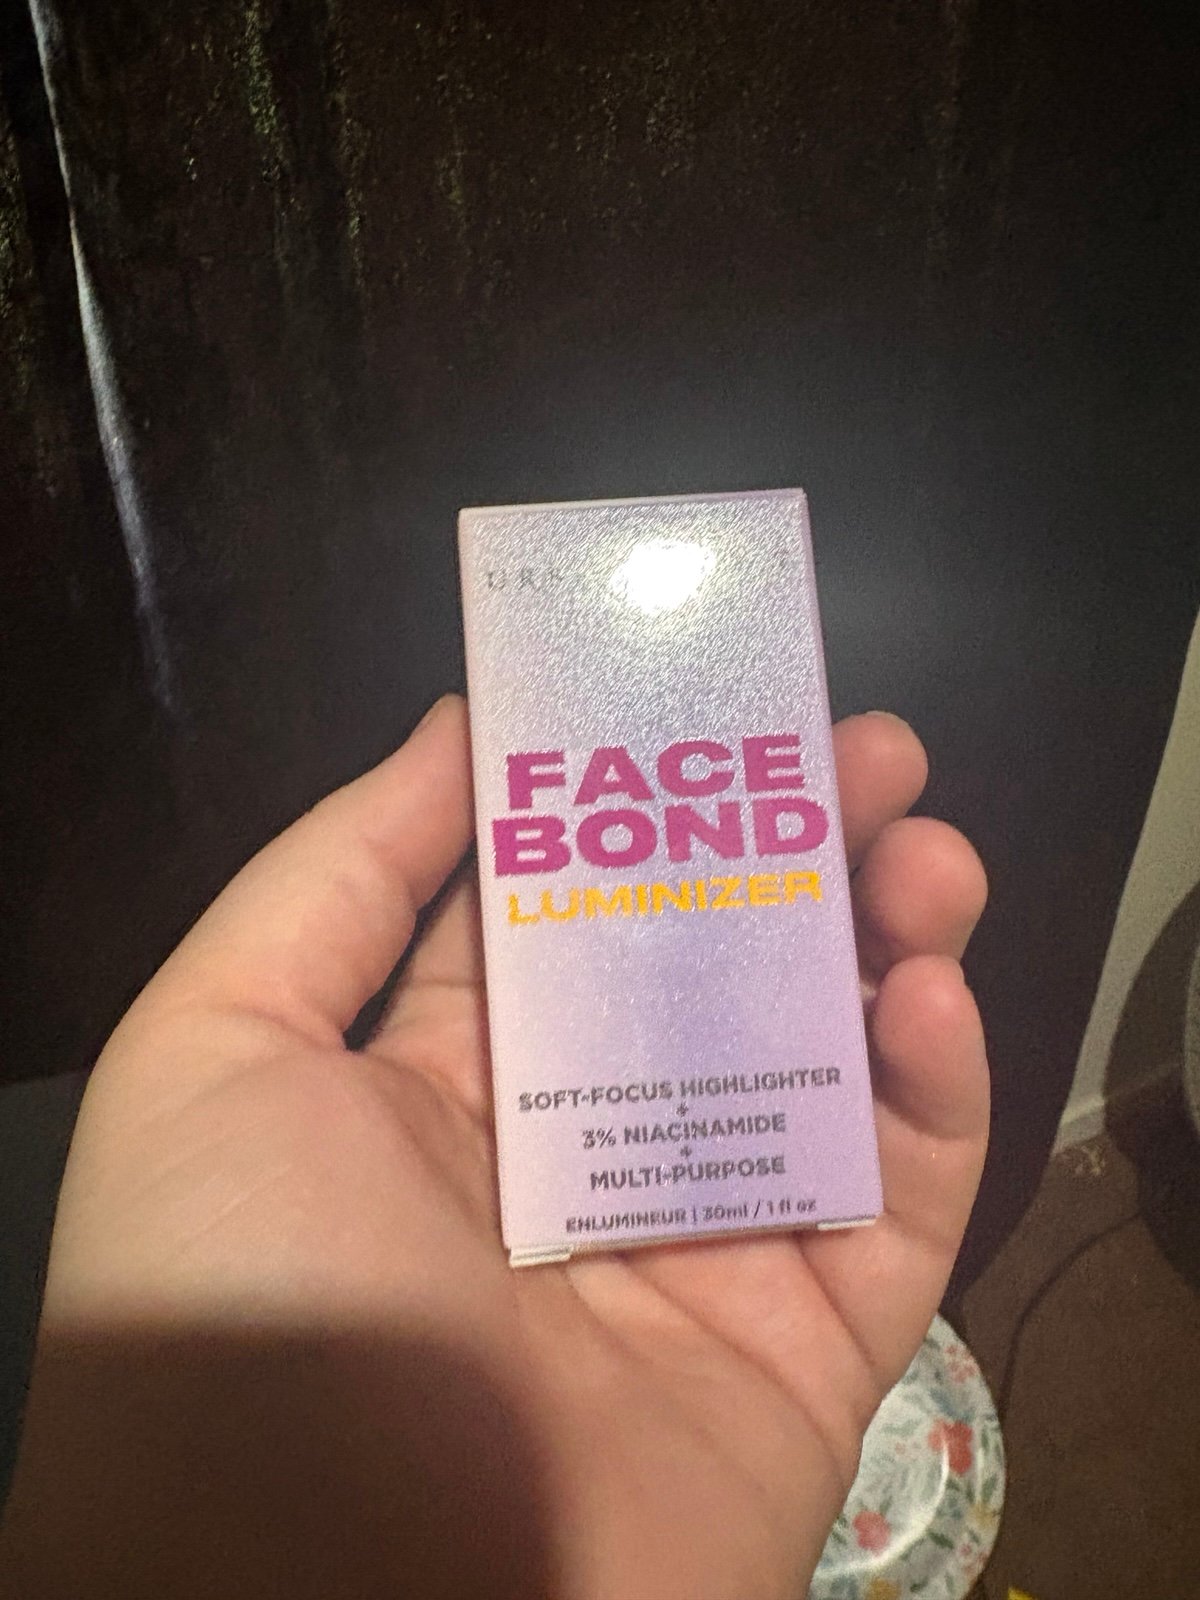 FACE
BOND
LUMINIZER
SOFT-FOCUS HIGHLIGHTER
+
3% NIACINAMIDE
+
MULTI-PURPOSE
ENLUMINEUR | 30ml / 1 fl oz